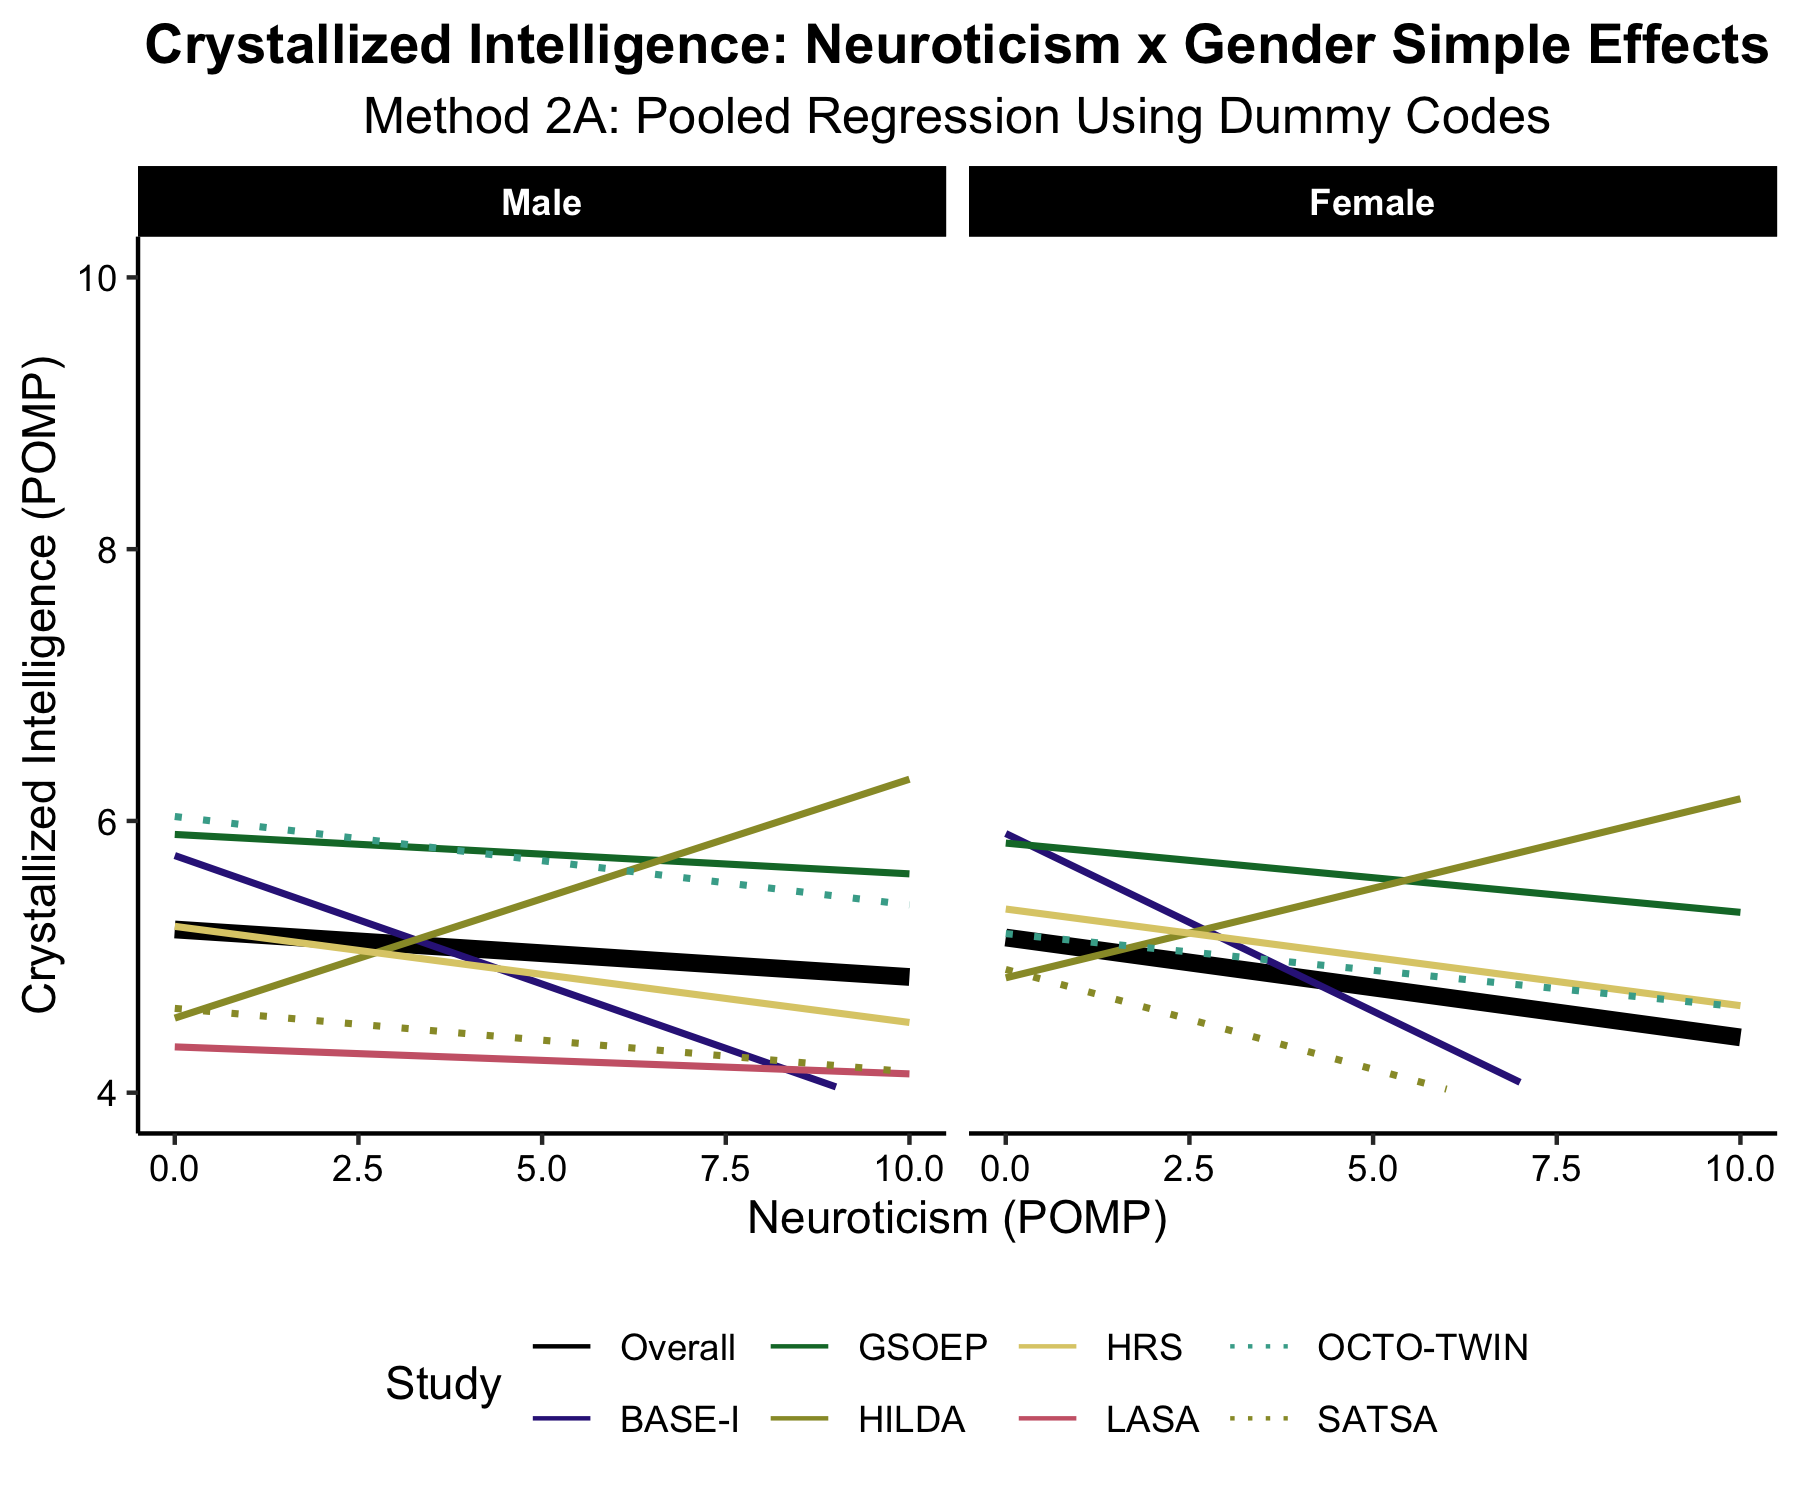 Crystallized Intelligence: Neuroticism x Gender Simple Effects
Method 2A: Pooled Regression Using Dummy Codes
Male
Female
Crystallized Intelligence (POMP)
10
8
6
4
0.0 2.5 5.0 7.5 10.0
0.0 2.5 5.0 7.5 10.0
Neuroticism (POMP)
Study
Overall GSOEP HRS OCTO-TWIN
BASE-I HILDA LASA SATSA